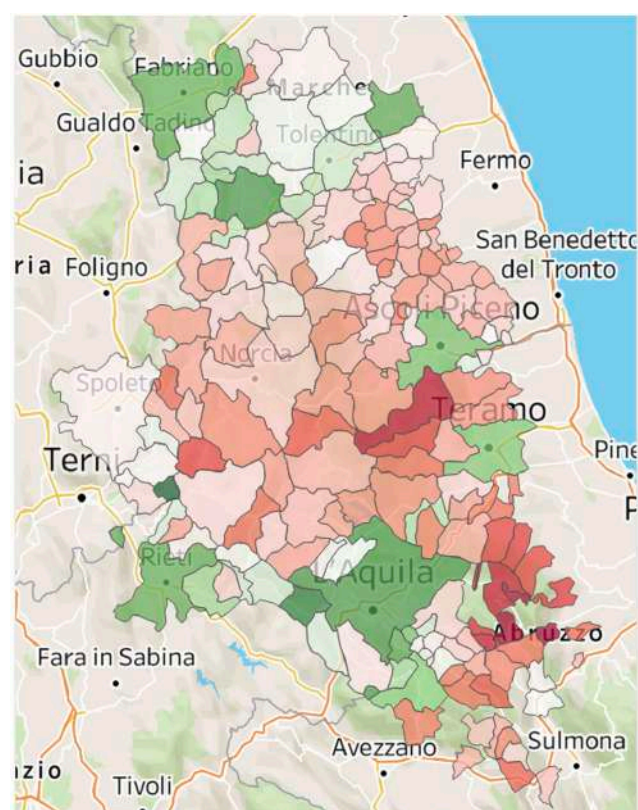 Gubbio
Fabriano
Marche
Gualdo Tadino
Tolentino
Fermo
ia
San Benedetto
del Tronto
ria
Foligno
Ascoli Piceno
no
Norcia
Spoleto
Teramo
Terni
Pine
P
Rieti
L'Aquila
Abruzzo
Fara in Sabina
Avezzano
Sulmona
zio
Tivoli